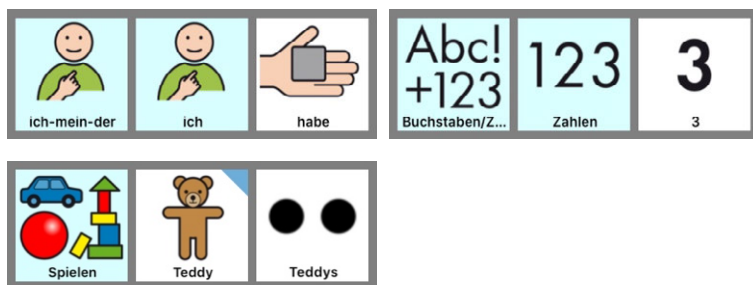 ich-mein-der ich habe
Abc!
+123 123 3
Buchstaben/Z... Zahlen 3
Spielen Teddy Teddys